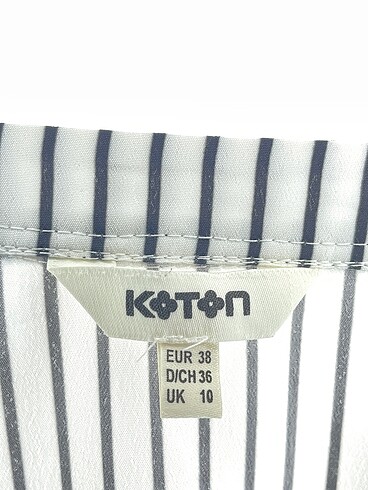 KOTON
EUR 38
D/CH 36
UK 10